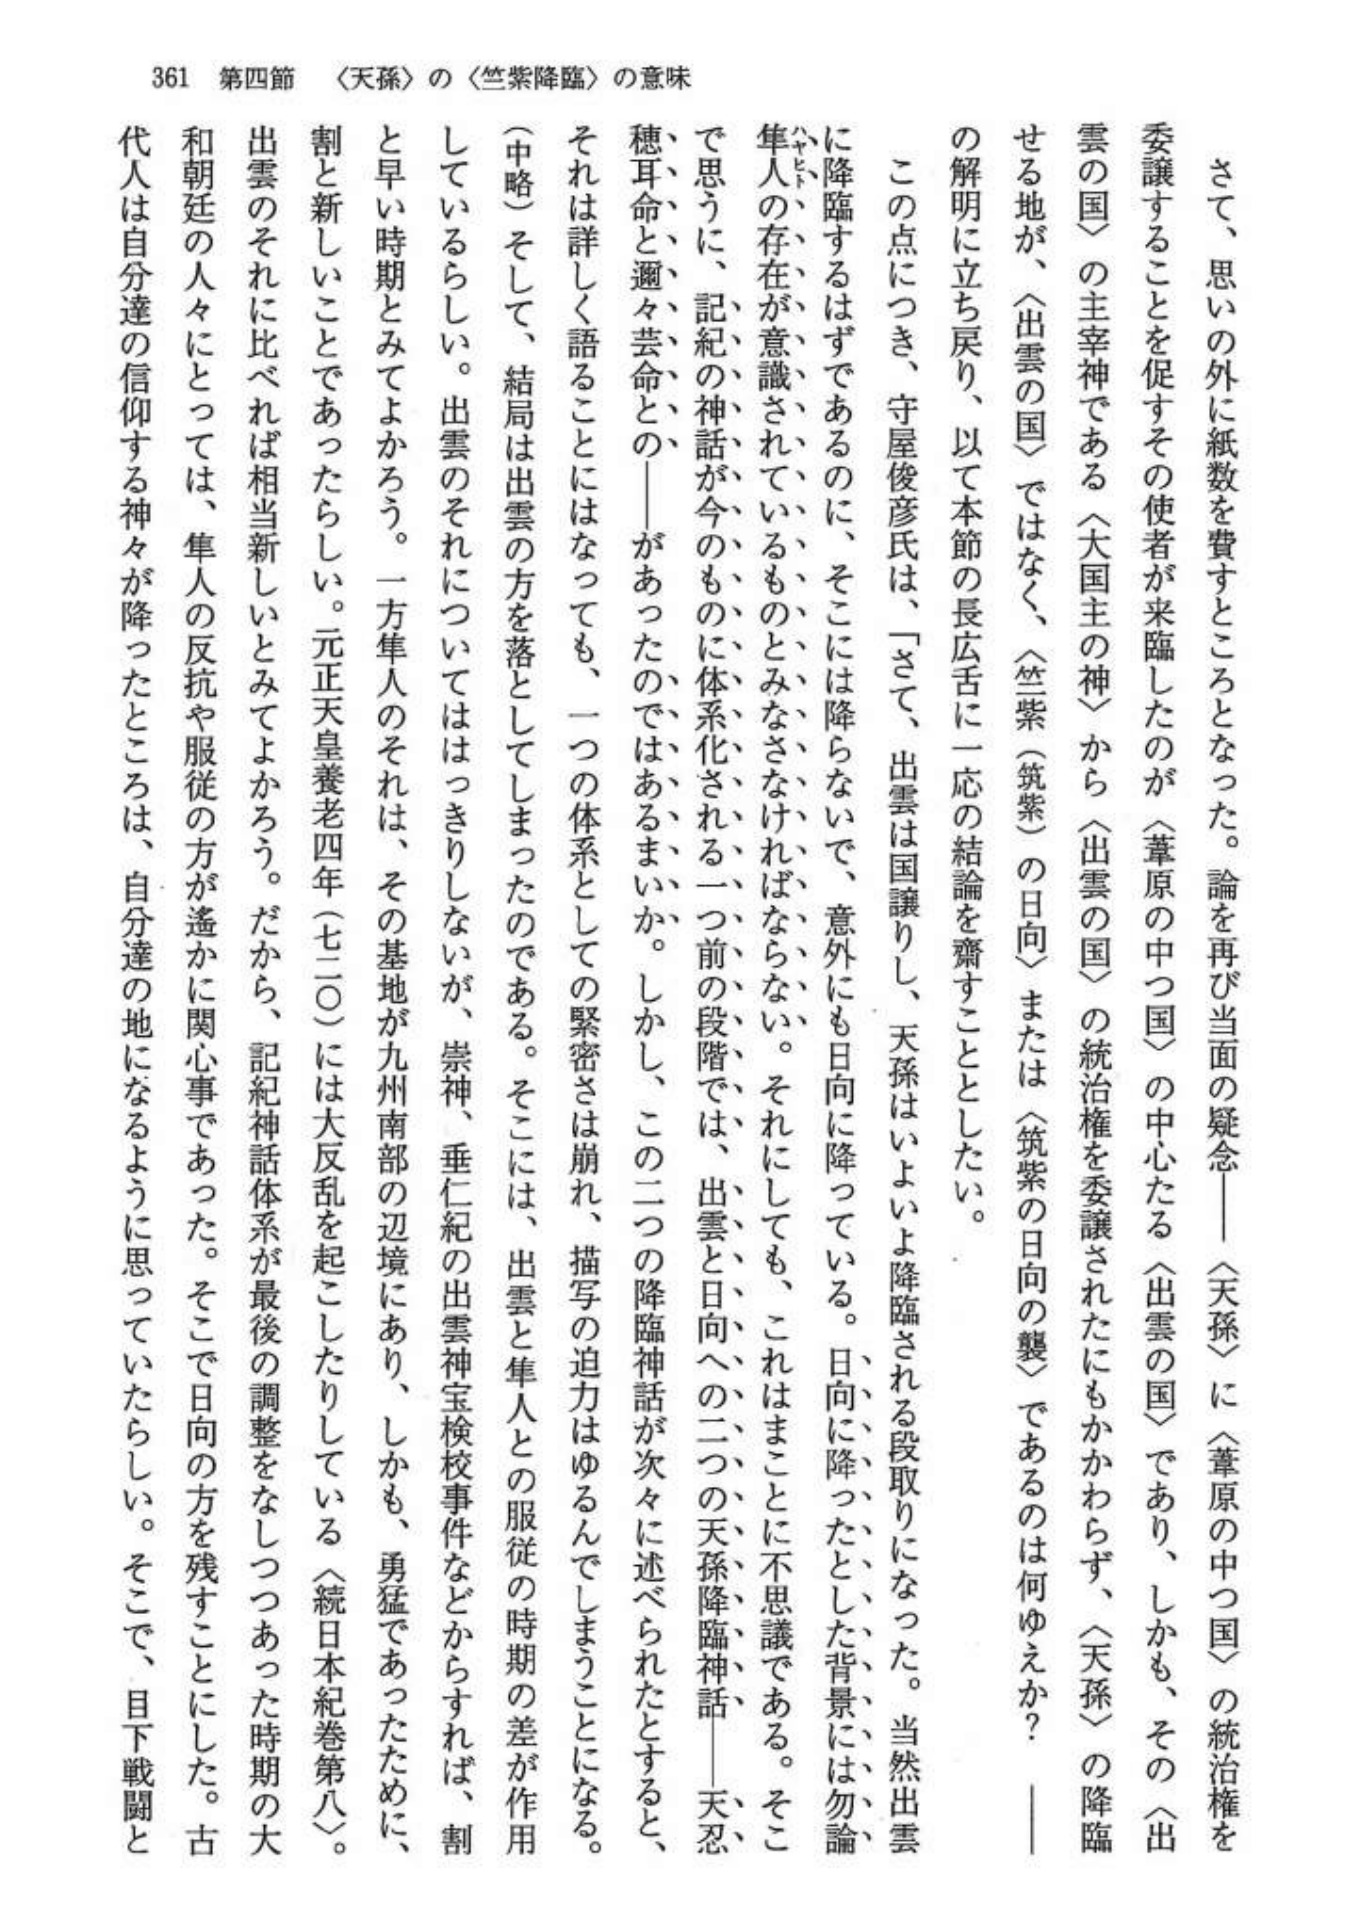 361　第四節　〈天孫〉の〈竺紫降臨〉の意味
さて、思いの外に紙数を費すところとなった。論を再び当面の疑念――〈天孫〉に〈葦原の中つ国〉の統治権を
委譲することを促すその使者が来臨したのが〈葦原の中つ国〉の中心たる〈出雲の国〉であり、しかも、その〈出
雲の国〉の主宰神である〈大国主の神〉から〈出雲の国〉の統治権を委譲されたにもかかわらず、〈天孫〉の降臨
せる地が、〈出雲の国〉ではなく、〈竺紫（筑紫）の日向〉または〈筑紫の日向の襲〉であるのは何ゆえか？――
の解明に立ち戻り、以て本節の長広舌に一応の結論を齋すこととしたい。
この点につき、守屋俊彦氏は、「さて、出雲は国譲りし、天孫はいよいよ降臨される段取りになった。当然出雲
に降臨するはずであるのに、そこには降らないで、意外にも日向に降っている。日向に降ったとした背景には勿論
隼人ハヤヒトの存在が意識されているものとみなさなければならない。それにしても、これはまことに不思議である。そこ
で思うに、記紀の神話が今のものに体系化される一つ前の段階では、出雲と日向への二つの天孫降臨神話――天忍
穂耳命と邇々芸命との――があったのではあるまいか。しかし、この二つの降臨神話が次々に述べられたとすると、
それは詳しく語ることにはなっても、一つの体系としての緊密さは崩れ、描写の迫力はゆるんでしまうことになる。
（中略）そして、結局は出雲の方を落としてしまったのである。そこには、出雲と隼人との服従の時期の差が作用
しているらしい。出雲のそれについてははっきりしないが、崇神、垂仁紀の出雲神宝検校事件などからすれば、割
と早い時期とみてよかろう。一方隼人のそれは、その基地が九州南部の辺境にあり、しかも、勇猛であったために、
割と新しいことであったらしい。元正天皇養老四年（七二〇）には大反乱を起こしたりしている〈続日本紀巻第八〉。
出雲のそれに比べれば相当新しいとみてよかろう。だから、記紀神話体系が最後の調整をなしつつあった時期の大
和朝廷の人々にとっては、隼人の反抗や服従の方が遙かに関心事であった。そこで日向の方を残すことにした。古
代人は自分達の信仰する神々が降ったところは、自分達の地になるように思っていたらしい。そこで、目下戦闘と